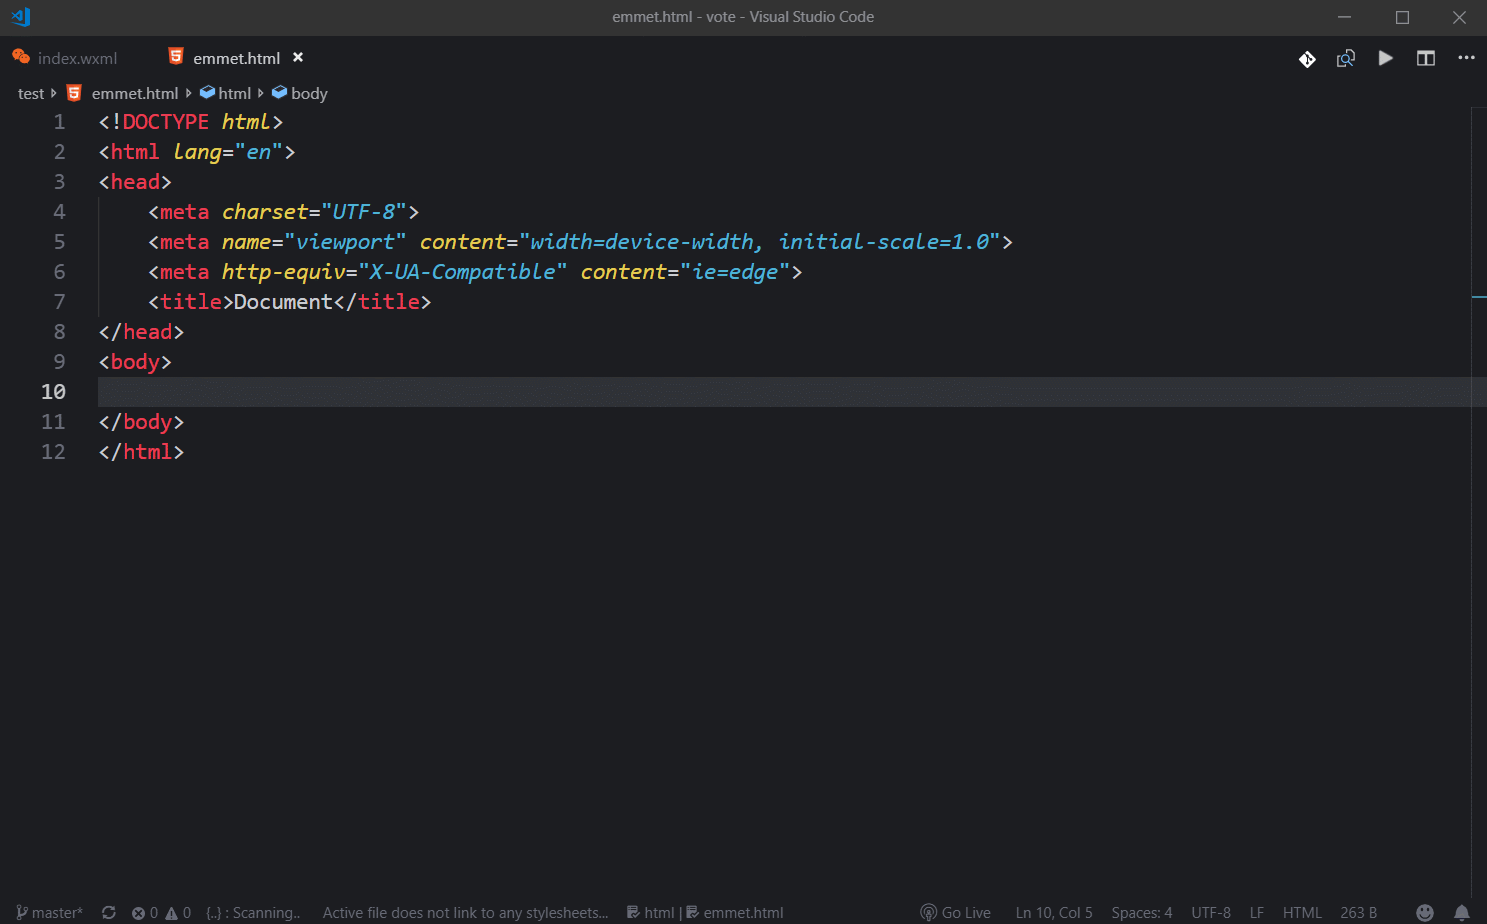 emmet.html - vote - Visual Studio Code
index.wxml emmet.html
test emmet.html html body
1 <!DOCTYPE html>
2 <html lang="en">
3 <head>
4     <meta charset="UTF-8">
5     <meta name="viewport" content="width=device-width, initial-scale=1.0">
6     <meta http-equiv="X-UA-Compatible" content="ie=edge">
7     <title>Document</title>
8 </head>
9 <body>
10
11 </body>
12 </html>
master* 0 0 {..} : Scanning.. Active file does not link to any stylesheets... html | emmet.html Go Live Ln 10, Col 5 Spaces: 4 UTF-8 LF HTML 263 B